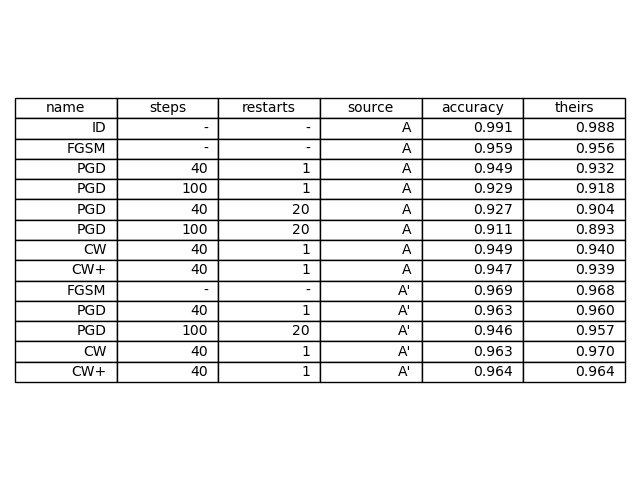 name steps restarts source accuracy theirs
ID - - A 0.991 0.988
FGSM - - A 0.959 0.956
PGD 40 1 A 0.949 0.932
PGD 100 1 A 0.929 0.918
PGD 40 20 A 0.927 0.904
PGD 100 20 A 0.911 0.893
CW 40 1 A 0.949 0.940
CW+ 40 1 A 0.947 0.939
FGSM - - A' 0.969 0.968
PGD 40 1 A' 0.963 0.960
PGD 100 20 A' 0.946 0.957
CW 40 1 A' 0.963 0.970
CW+ 40 1 A' 0.964 0.964